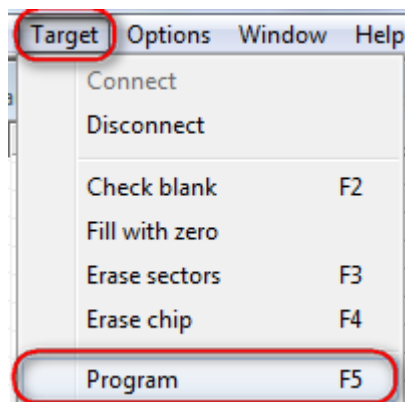 Target Options Window Help
Connect
Disconnect
Check blank F2
Fill with zero
Erase sectors F3
Erase chip F4
Program F5